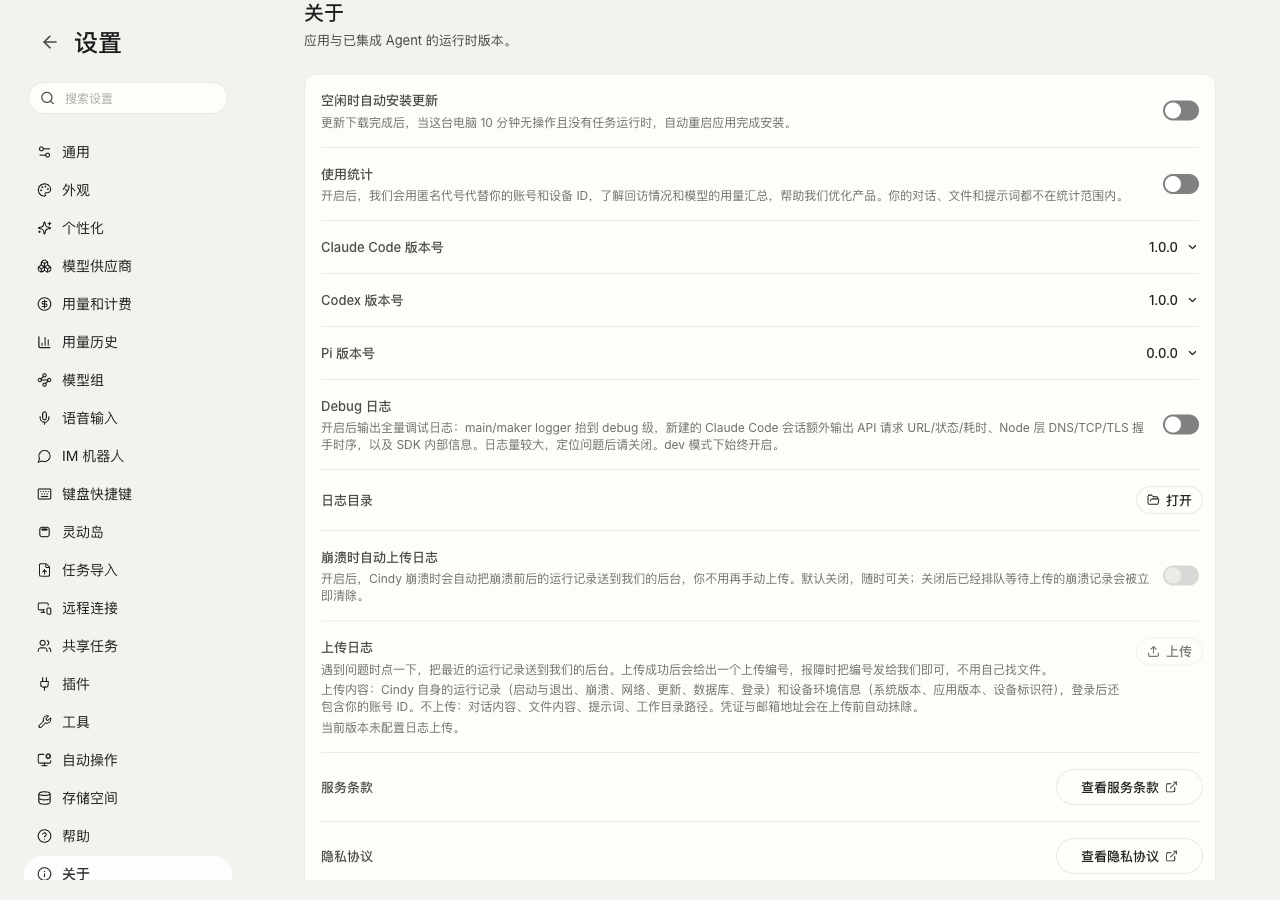 设置
搜索设置
通用
外观
个性化
模型供应商
用量和计费
用量历史
模型组
语音输入
IM 机器人
键盘快捷键
灵动岛
任务导入
远程连接
共享任务
插件
工具
自动操作
存储空间
帮助
关于
关于
应用与已集成 Agent 的运行时版本。
空闲时自动安装更新
更新下载完成后，当这台电脑 10 分钟无操作且没有任务运行时，自动重启应用完成安装。
使用统计
开启后，我们会用匿名代号代替你的账号和设备 ID，了解回访情况和模型的用量汇总，帮助我们优化产品。你的对话、文件和提示词都不在统计范围内。
Claude Code 版本号
1.0.0
Codex 版本号
1.0.0
Pi 版本号
0.0.0
Debug 日志
开启后输出全量调试日志：main/maker logger 抬到 debug 级，新建的 Claude Code 会话额外输出 API 请求 URL/状态/耗时、Node 层 DNS/TCP/TLS 握
手时序，以及 SDK 内部信息。日志量较大，定位问题后请关闭。dev 模式下始终开启。
日志目录
打开
崩溃时自动上传日志
开启后，Cindy 崩溃时会自动把崩溃前后的运行记录送到我们的后台，你不用再手动上传。默认关闭，随时可关；关闭后已经排队等待上传的崩溃记录会被立
即清除。
上传日志
上传
遇到问题时点一下，把最近的运行记录送到我们的后台。上传成功后会给出一个上传编号，报障时把编号发给我们即可，不用自己找文件。
上传内容：Cindy 自身的运行记录（启动与退出、崩溃、网络、更新、数据库、登录）和设备环境信息（系统版本、应用版本、设备标识符），登录后还
包含你的账号 ID。不上传：对话内容、文件内容、提示词、工作目录路径。凭证与邮箱地址会在上传前自动抹除。
当前版本未配置日志上传。
服务条款
查看服务条款
隐私协议
查看隐私协议